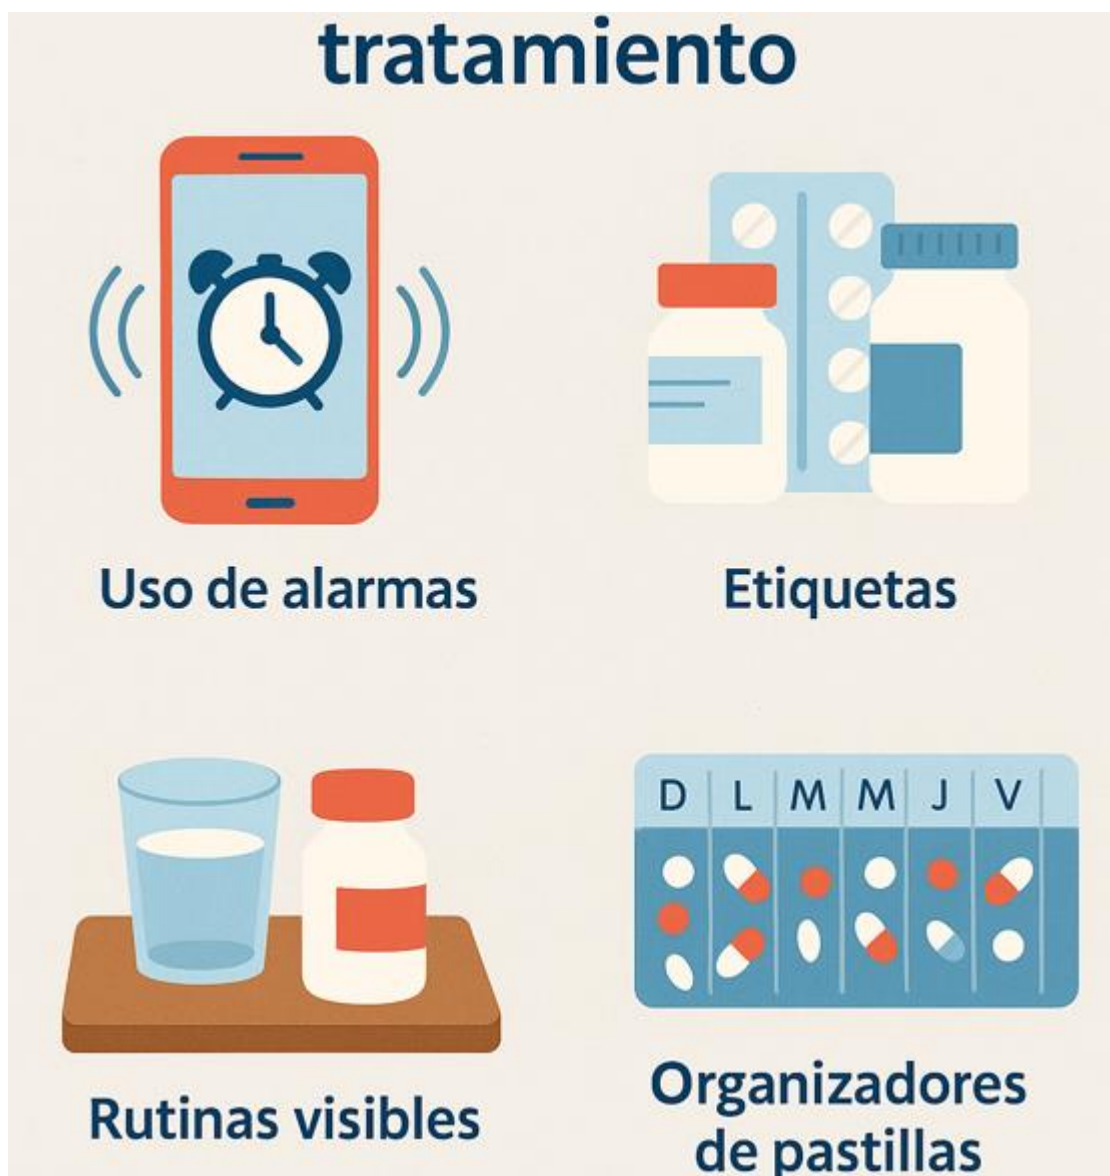 tratamiento
Uso de alarmas
Etiquetas
D L M M J V
Rutinas visibles
Organizadores
de pastillas